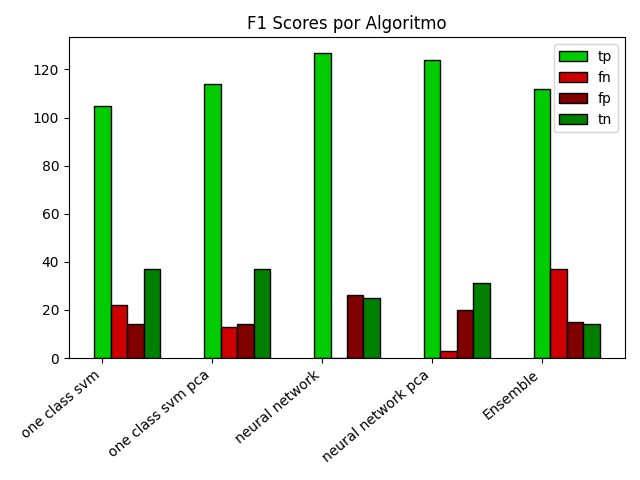 F1 Scores por Algoritmo
120
100
80
60
40
20
0
tp
fn
fp
tn
one class svm
one class svm pca
neural network
neural network pca
Ensemble